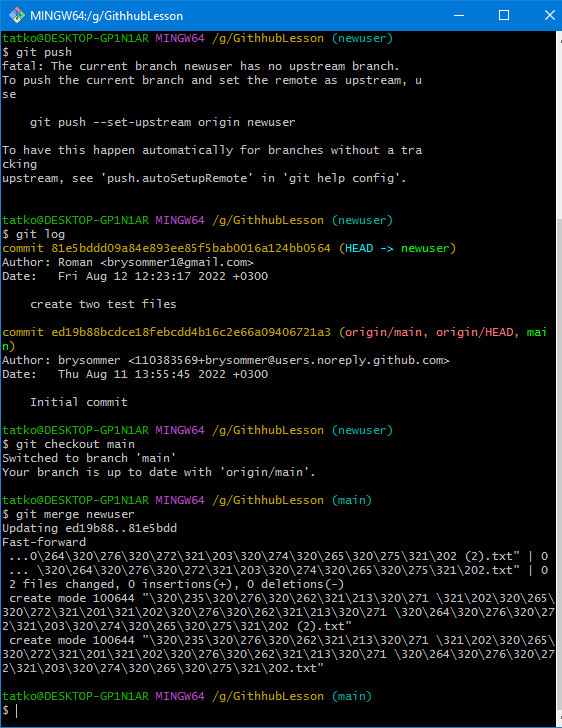 MINGW64:/g/GithhubLesson
tatko@DESKTOP-GP1N1AR MINGW64 /g/GithhubLesson (newuser)
$ git push
fatal: The current branch newuser has no upstream branch.
To push the current branch and set the remote as upstream, u
se
git push --set-upstream origin newuser
To have this happen automatically for branches without a tra
cking
upstream, see 'push.autoSetupRemote' in 'git help config'.
tatko@DESKTOP-GP1N1AR MINGW64 /g/GithhubLesson (newuser)
$ git log
commit 81e5bddd09a84e893ee85f5bab0016a124bb0564 (HEAD -> newuser)
Author: Roman <brysommer1@gmail.com>
Date:   Fri Aug 12 12:23:17 2022 +0300
create two test files
commit ed19b88bcdce18febcdd4b16c2e66a09406721a3 (origin/main, origin/HEAD, mai
n)
Author: brysommer <110383569+brysommer@users.noreply.github.com>
Date:   Thu Aug 11 13:55:45 2022 +0300
Initial commit
tatko@DESKTOP-GP1N1AR MINGW64 /g/GithhubLesson (newuser)
$ git checkout main
Switched to branch 'main'
Your branch is up to date with 'origin/main'.
tatko@DESKTOP-GP1N1AR MINGW64 /g/GithhubLesson (main)
$ git merge newuser
Updating ed19b88..81e5bdd
Fast-forward
...0\264\320\276\320\272\321\203\320\274\320\265\320\275\321\202 (2).txt" | 0
... \320\264\320\276\320\272\321\203\320\274\320\265\320\275\321\202.txt" | 0
2 files changed, 0 insertions(+), 0 deletions(-)
create mode 100644 "\320\235\320\276\320\262\321\213\320\271 \321\202\320\265\
320\272\321\201\321\202\320\276\320\262\321\213\320\271 \320\264\320\276\320\27
2\321\203\320\274\320\265\320\275\321\202 (2).txt"
create mode 100644 "\320\235\320\276\320\262\321\213\320\271 \321\202\320\265\
320\272\321\201\321\202\320\276\320\262\321\213\320\271 \320\264\320\276\320\27
2\321\203\320\274\320\265\320\275\321\202.txt"
tatko@DESKTOP-GP1N1AR MINGW64 /g/GithhubLesson (main)
$